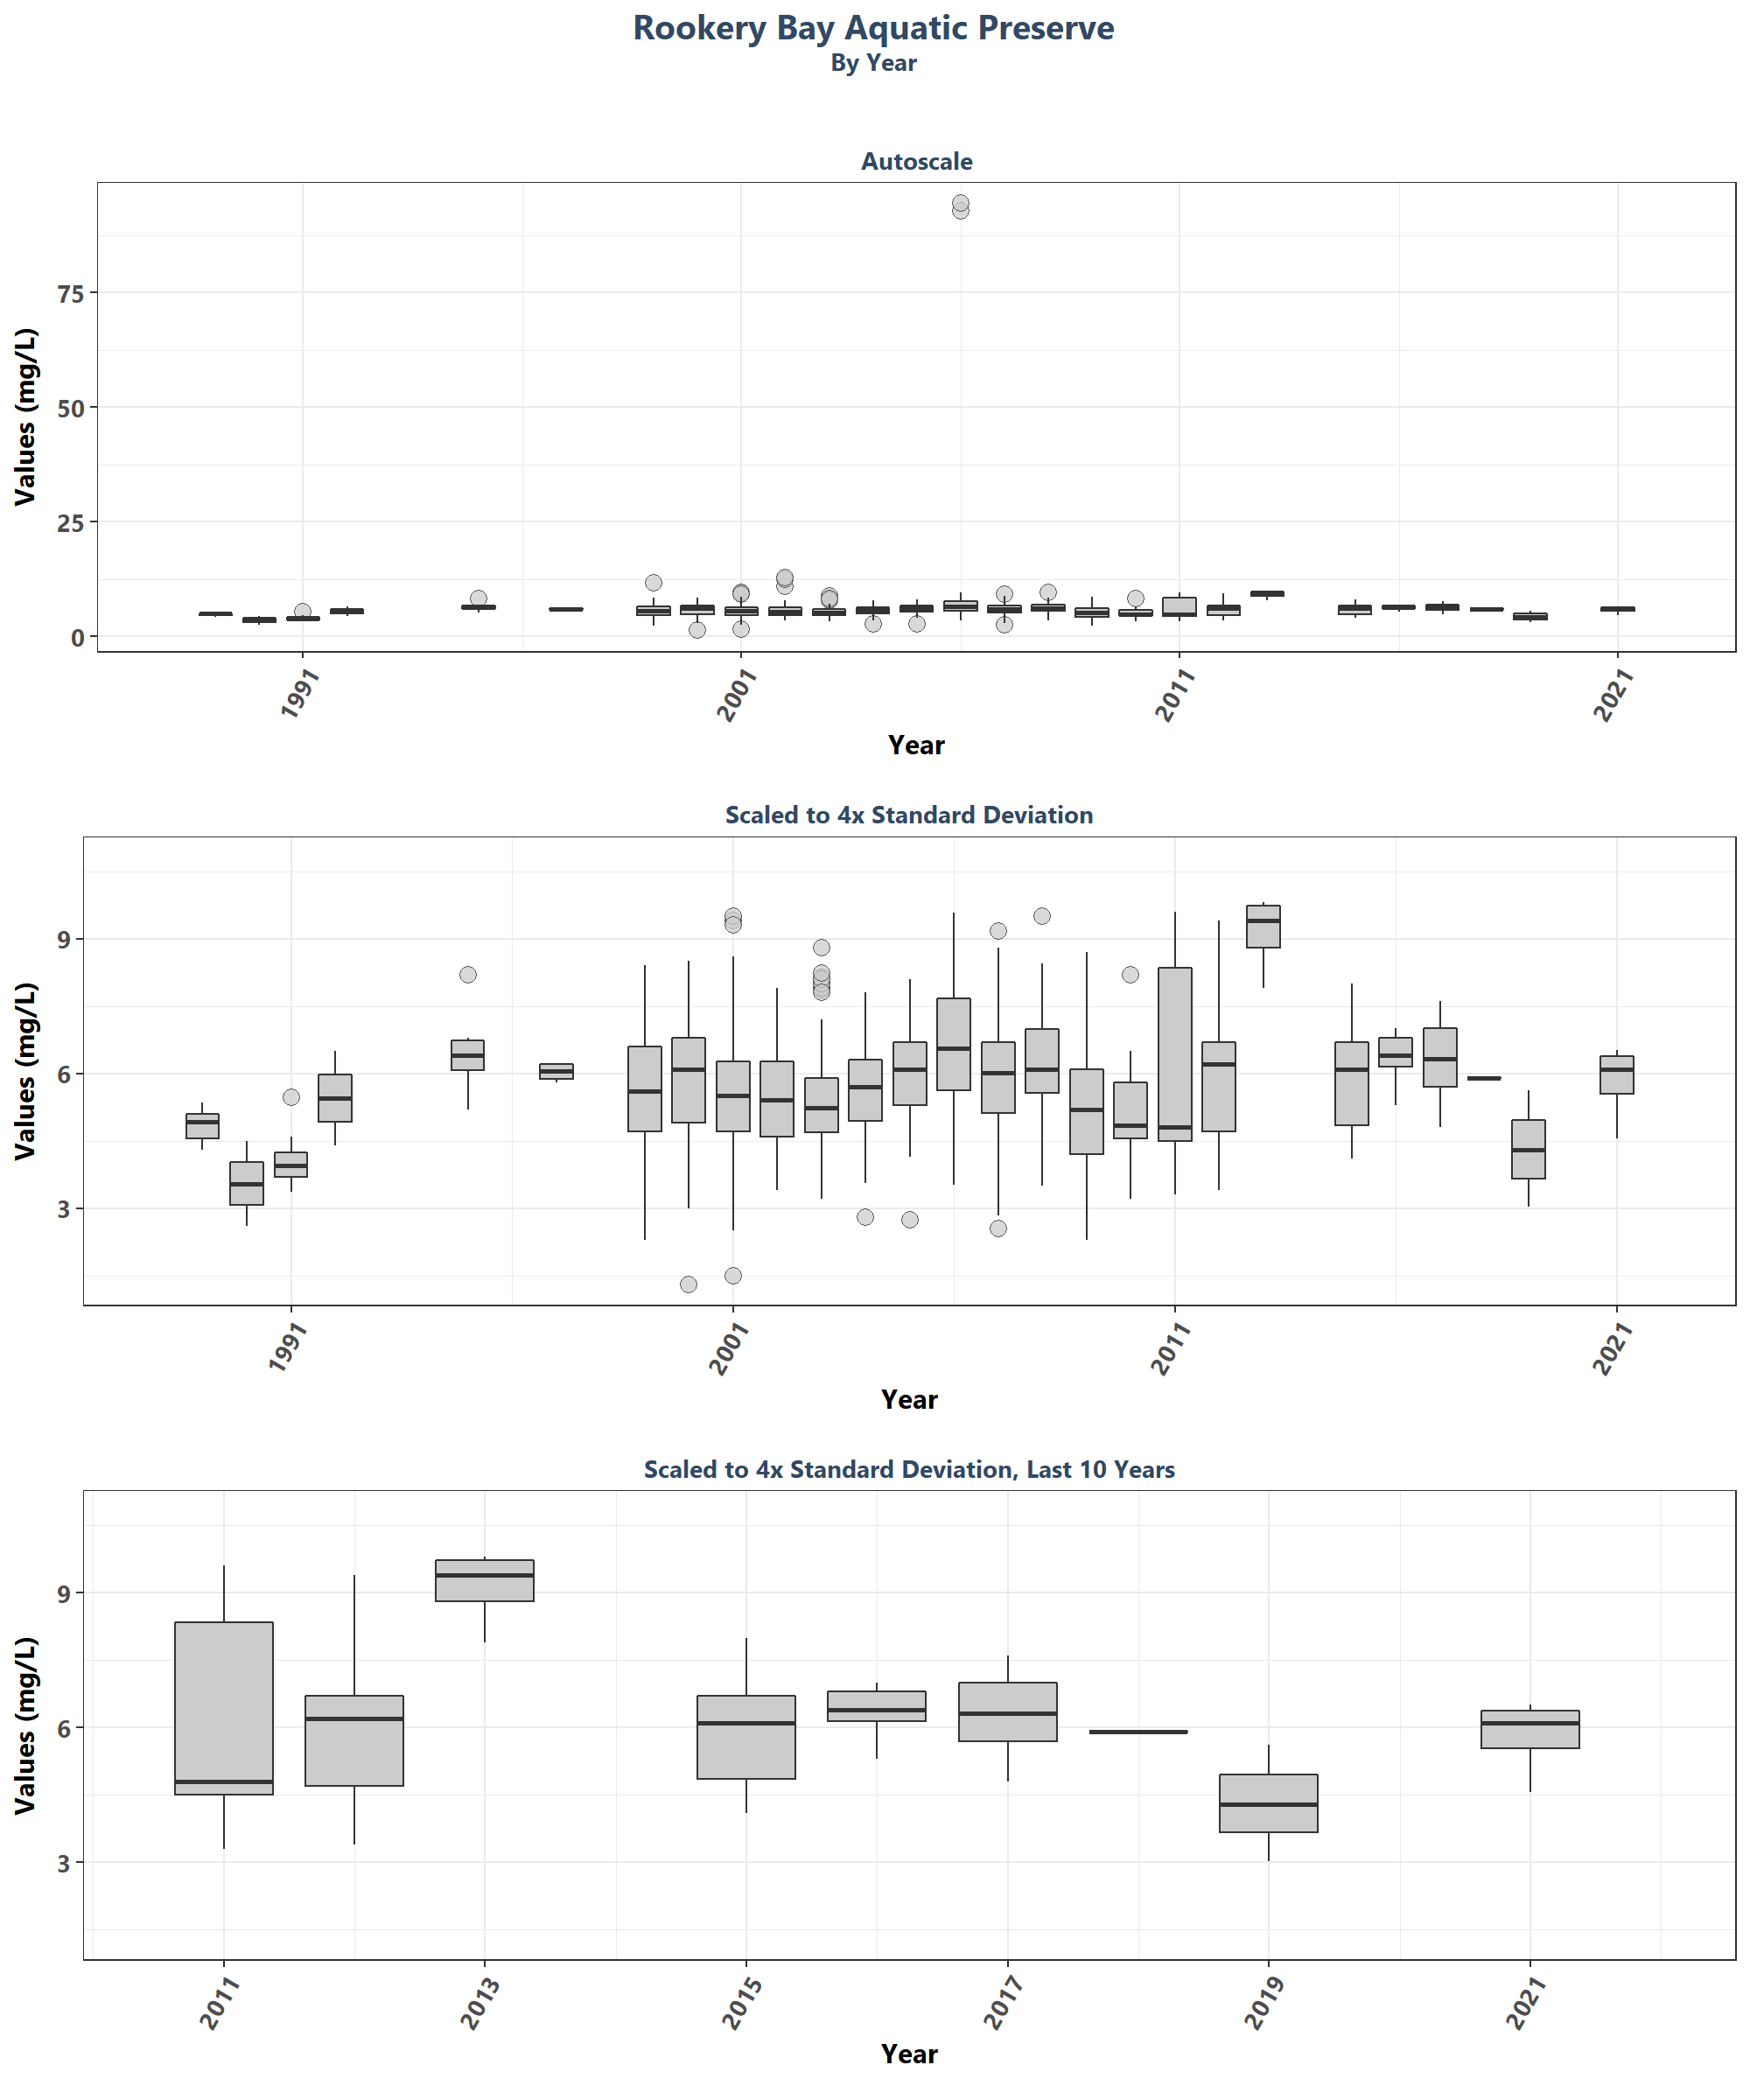 Rookery Bay Aquatic Preserve
By Year
Autoscale
Values (mg/L)
75
50
25
0
1991
2001
2011
2021
Year
Scaled to 4x Standard Deviation
Values (mg/L)
9
6
3
1991
2001
2011
2021
Year
Scaled to 4x Standard Deviation, Last 10 Years
Values (mg/L)
9
6
3
2011
2013
2015
2017
2019
2021
Year